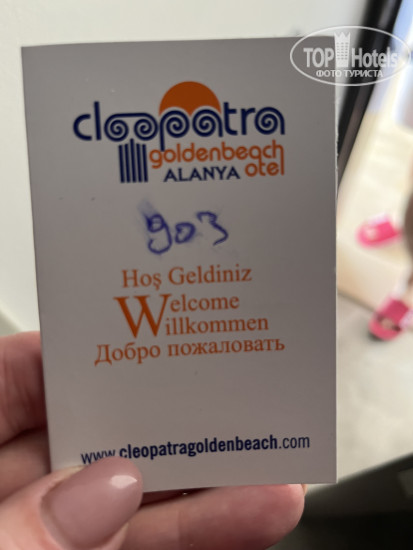 TOP Hotels
ФОТО ТУРИСТА
cleopatra
goldenbeach
ALANYA otel
903
Hoş Geldiniz
Welcome
Willkommen
Добро пожаловать
www.cleopatragoldenbeach.com